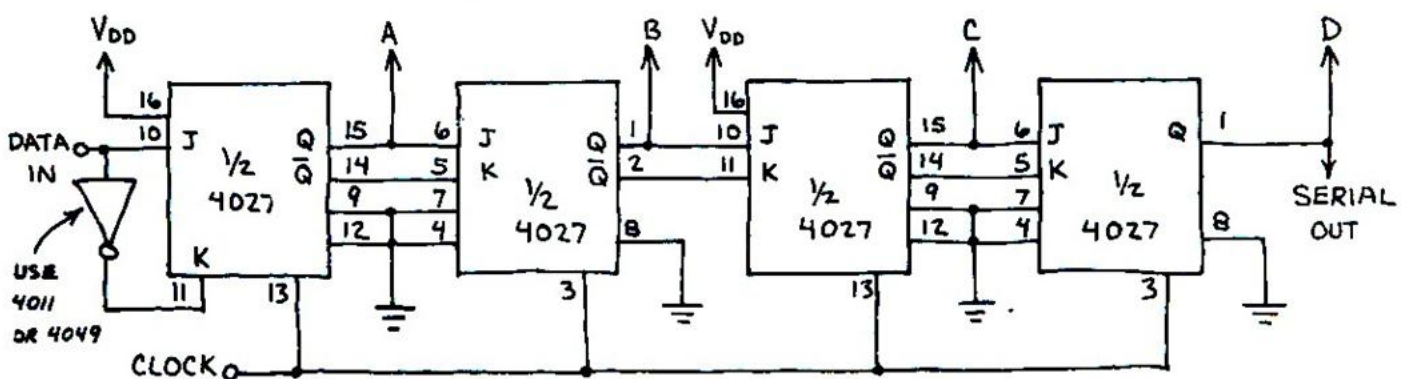 VDD A B VDD C D
16 16
DATA IN 10 J Q 15 6 J Q 1 10 J Q 15 6 J Q 1
Q̅ 14 5 K Q̅ 2 11 K Q̅ 14 5 K
1/2 4027 1/2 4027 1/2 4027 1/2 4027
9 7 9 7
12 4 8 12 4 8
SERIAL OUT
USE 4011 OR 4049
K
11 13 3 13 3
CLOCK